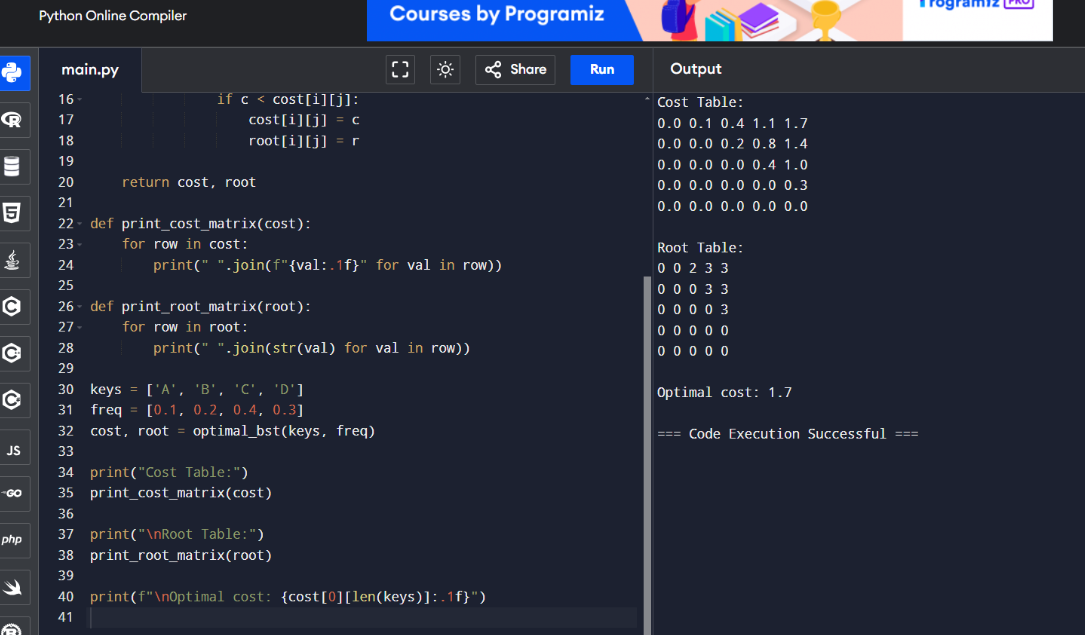 Python Online Compiler
Courses by Programiz
Programiz PRO
main.py
Share
Run
Output
16 if c < cost[i][j]:
17 cost[i][j] = c
18 root[i][j] = r
19
20 return cost, root
21
22 def print_cost_matrix(cost):
23 for row in cost:
24 print(" ".join(f"{val:.1f}" for val in row))
25
26 def print_root_matrix(root):
27 for row in root:
28 print(" ".join(str(val) for val in row))
29
30 keys = ['A', 'B', 'C', 'D']
31 freq = [0.1, 0.2, 0.4, 0.3]
32 cost, root = optimal_bst(keys, freq)
33
34 print("Cost Table:")
35 print_cost_matrix(cost)
36
37 print("\nRoot Table:")
38 print_root_matrix(root)
39
40 print(f"\nOptimal cost: {cost[0][len(keys)]:.1f}")
41
Cost Table:
0.0 0.1 0.4 1.1 1.7
0.0 0.0 0.2 0.8 1.4
0.0 0.0 0.0 0.4 1.0
0.0 0.0 0.0 0.0 0.3
0.0 0.0 0.0 0.0 0.0
Root Table:
0 0 2 3 3
0 0 0 3 3
0 0 0 0 3
0 0 0 0 0
0 0 0 0 0
Optimal cost: 1.7
=== Code Execution Successful ===
R
5
C
C
C
JS
GO
php